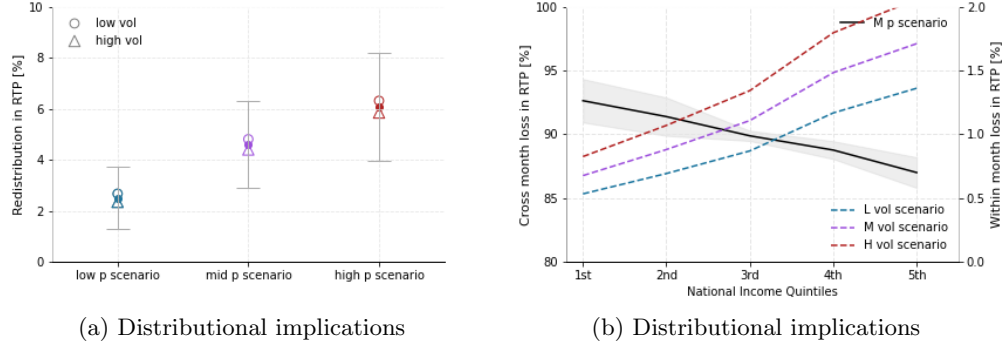 10
8
6
4
2
0
Redistribution in RTP [%]
low vol
high vol
low p scenario
mid p scenario
high p scenario
(a) Distributional implications
100
95
90
85
80
Cross month loss in RTP [%]
M p scenario
L vol scenario
M vol scenario
H vol scenario
2.0
1.5
1.0
0.5
0.0
Within month loss in RTP [%]
1st
2nd
3rd
4th
5th
National Income Quintiles
(b) Distributional implications